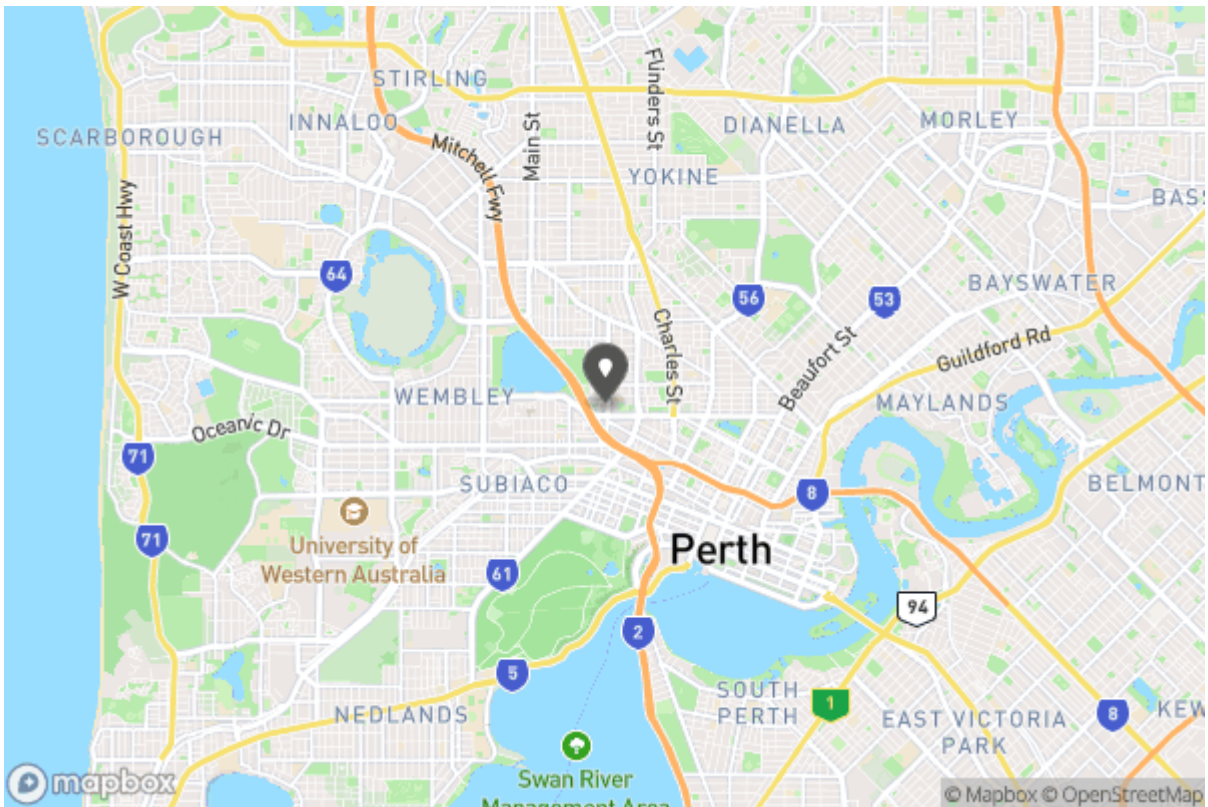 STIRLING
Flinders St
INNALOO
SCARBOROUGH
Main St
DIANELLA
MORLEY
Mitchell Fwy
YOKINE
BASS
W Coast Hwy
64
56
53
BAYSWATER
Charles St
Beaufort St
Guildford Rd
WEMBLEY
MAYLANDS
Oceanic Dr
71
SUBIACO
8
BELMONT
University of
Western Australia
71
Perth
61
94
2
5
SOUTH
PERTH
1
EAST VICTORIA
PARK
8
KEW
NEDLANDS
Swan River
Management Area
mapbox
© Mapbox © OpenStreetMap